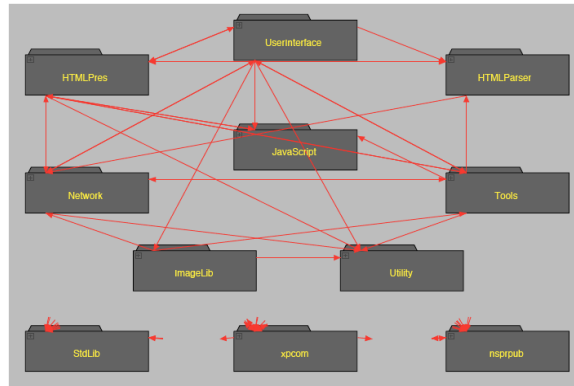 UserInterface
HTMLPres
HTMLParser
JavaScript
Network
Tools
ImageLib
Utility
StdLib
xpcom
nsprpub